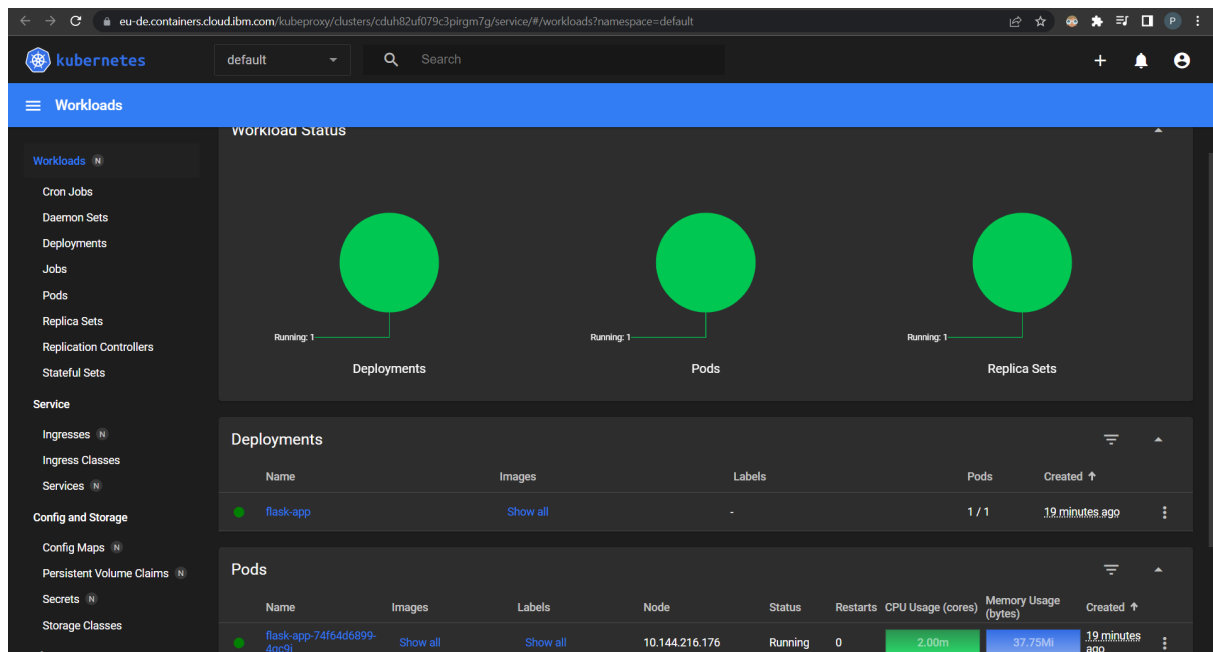 eu-de.containers.cloud.ibm.com/kubeproxy/clusters/cduh82uf079c3pirgm7g/service/#/workloads?namespace=default
P
kubernetes
default
Search
Workloads
Workload Status
Workloads N
Cron Jobs
Daemon Sets
Deployments
Jobs
Pods
Replica Sets
Replication Controllers
Stateful Sets
Service
Ingresses N
Ingress Classes
Services N
Config and Storage
Config Maps N
Persistent Volume Claims N
Secrets N
Storage Classes
Running: 1
Deployments
Running: 1
Pods
Running: 1
Replica Sets
Deployments
Name Images Labels Pods Created
flask-app Show all - 1 / 1 19 minutes ago
Pods
Name Images Labels Node Status Restarts CPU Usage (cores) Memory Usage (bytes) Created
flask-app-74f64d6899- Show all Show all 10.144.216.176 Running 0 2.00m 37.75Mi 19 minutes ago